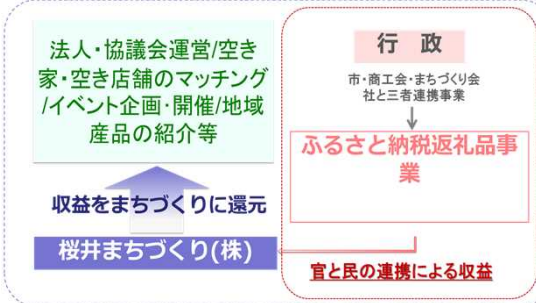 法人・協議会運営/空き
家・空き店舗のマッチング
/イベント企画・開催/地域
産品の紹介等
収益をまちづくりに還元
桜井まちづくり(株)
行 政
市・商工会・まちづくり会
社と三者連携事業
ふるさと納税返礼品事
業
官と民の連携による収益